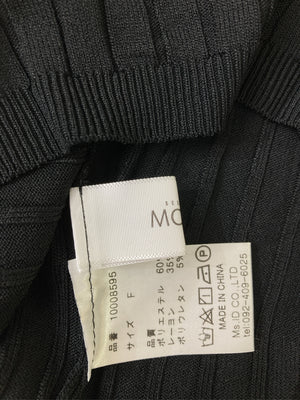 SE
MO
品番 10008595
サイズ F
品質
ポリエステル 60
レーヨン 35%
ポリウレタン 5%
MADE IN CHINA
Ms.ID CO.,LTD
tel:092-409-6025